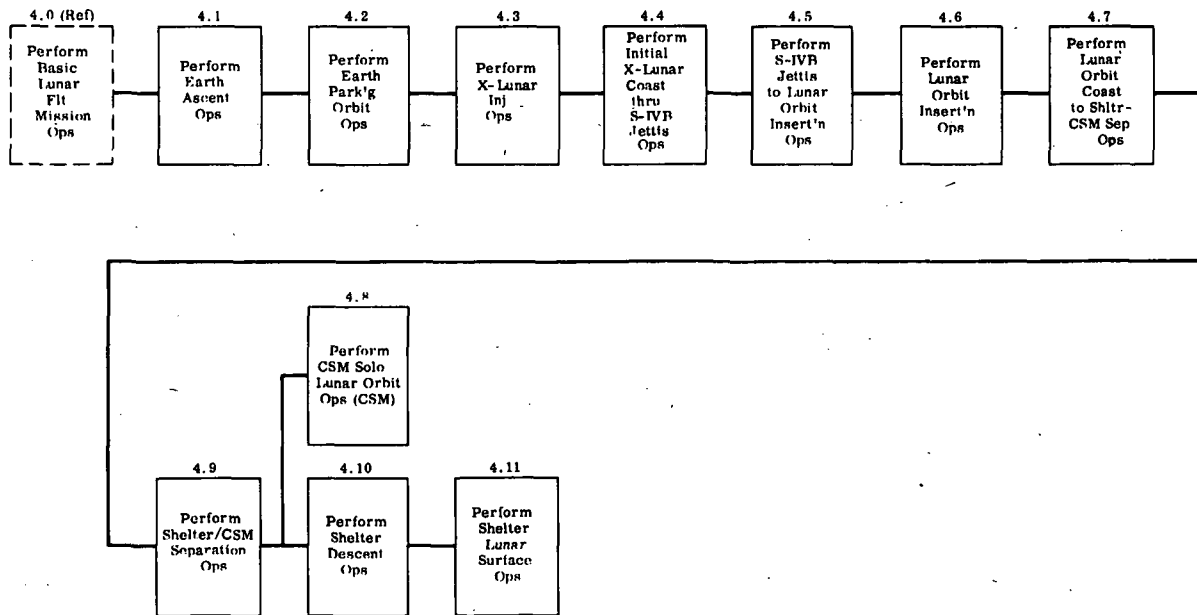 4.0 (Ref)
Perform
Basic
Lunar
Flt
Mission
Ops
4.1
Perform
Earth
Ascent
Ops
4.2
Perform
Earth
Park'g
Orbit
Ops
4.3
Perform
X-Lunar
Inj
Ops
4.4
Perform
Initial
X-Lunar
Coast
thru
S-IVB
Jettis
Ops
4.5
Perform
S-IVB
Jettis
to Lunar
Orbit
Insert'n
Ops
4.6
Perform
Lunar
Orbit
Insert'n
Ops
4.7
Perform
Lunar
Orbit
Coast
to Shltr-
CSM Sep
Ops
4.8
Perform
CSM Solo
Lunar Orbit
Ops (CSM)
4.9
Perform
Shelter/CSM
Separation
Ops
4.10
Perform
Shelter
Descent
Ops
4.11
Perform
Shelter
Lunar
Surface
Ops